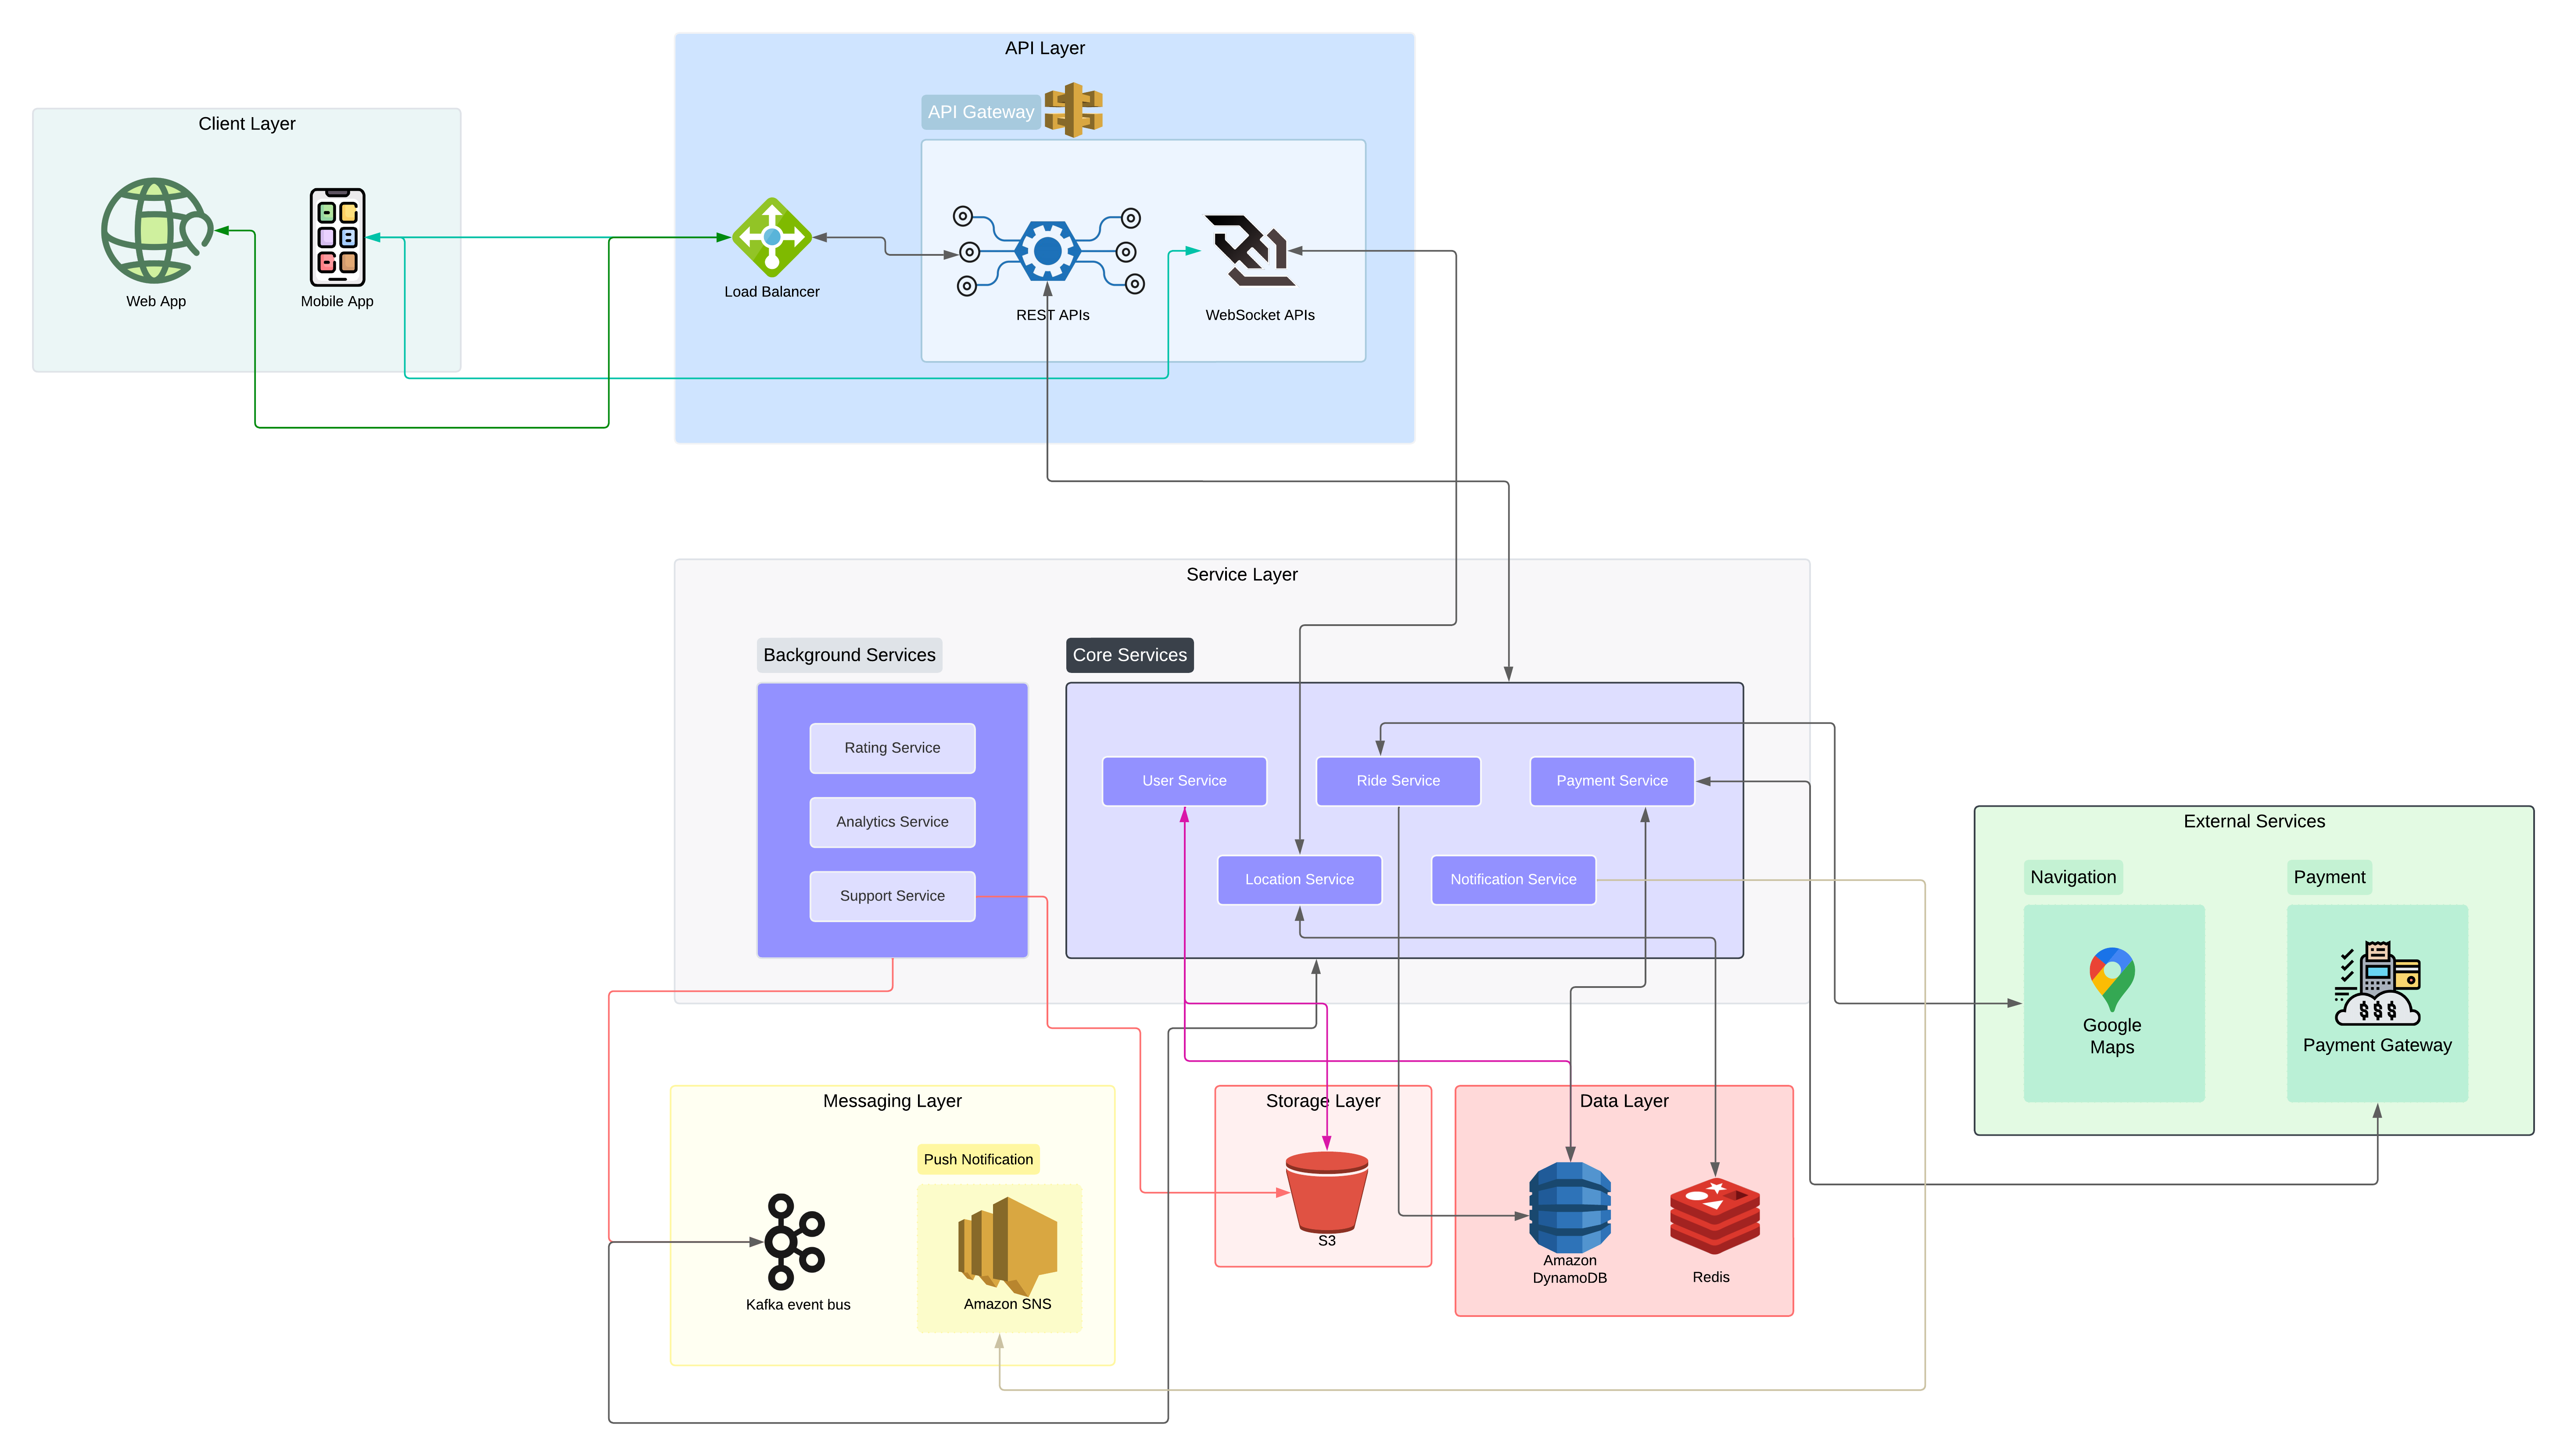 API Layer
API Gateway
Client Layer
Web App
Mobile App
Load Balancer
REST APIs
WebSocket APIs
Service Layer
Background Services
Core Services
Rating Service
Analytics Service
Support Service
User Service
Ride Service
Payment Service
Location Service
Notification Service
External Services
Navigation
Payment
Google
Maps
Payment Gateway
$ $ $
Messaging Layer
Push Notification
Kafka event bus
Amazon SNS
Storage Layer
S3
Data Layer
Amazon
DynamoDB
Redis